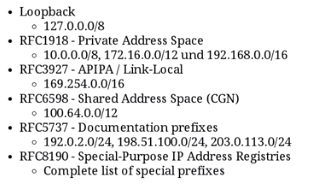 • Loopback
◦ 127.0.0.0/8
• RFC1918 - Private Address Space
◦ 10.0.0.0/8, 172.16.0.0/12 und 192.168.0.0/16
• RFC3927 - APIPA / Link-Local
◦ 169.254.0.0/16
• RFC6598 - Shared Address Space (CGN)
◦ 100.64.0.0/12
• RFC5737 - Documentation prefixes
◦ 192.0.2.0/24, 198.51.100.0/24, 203.0.113.0/24
• RFC8190 - Special-Purpose IP Address Registries
◦ Complete list of special prefixes